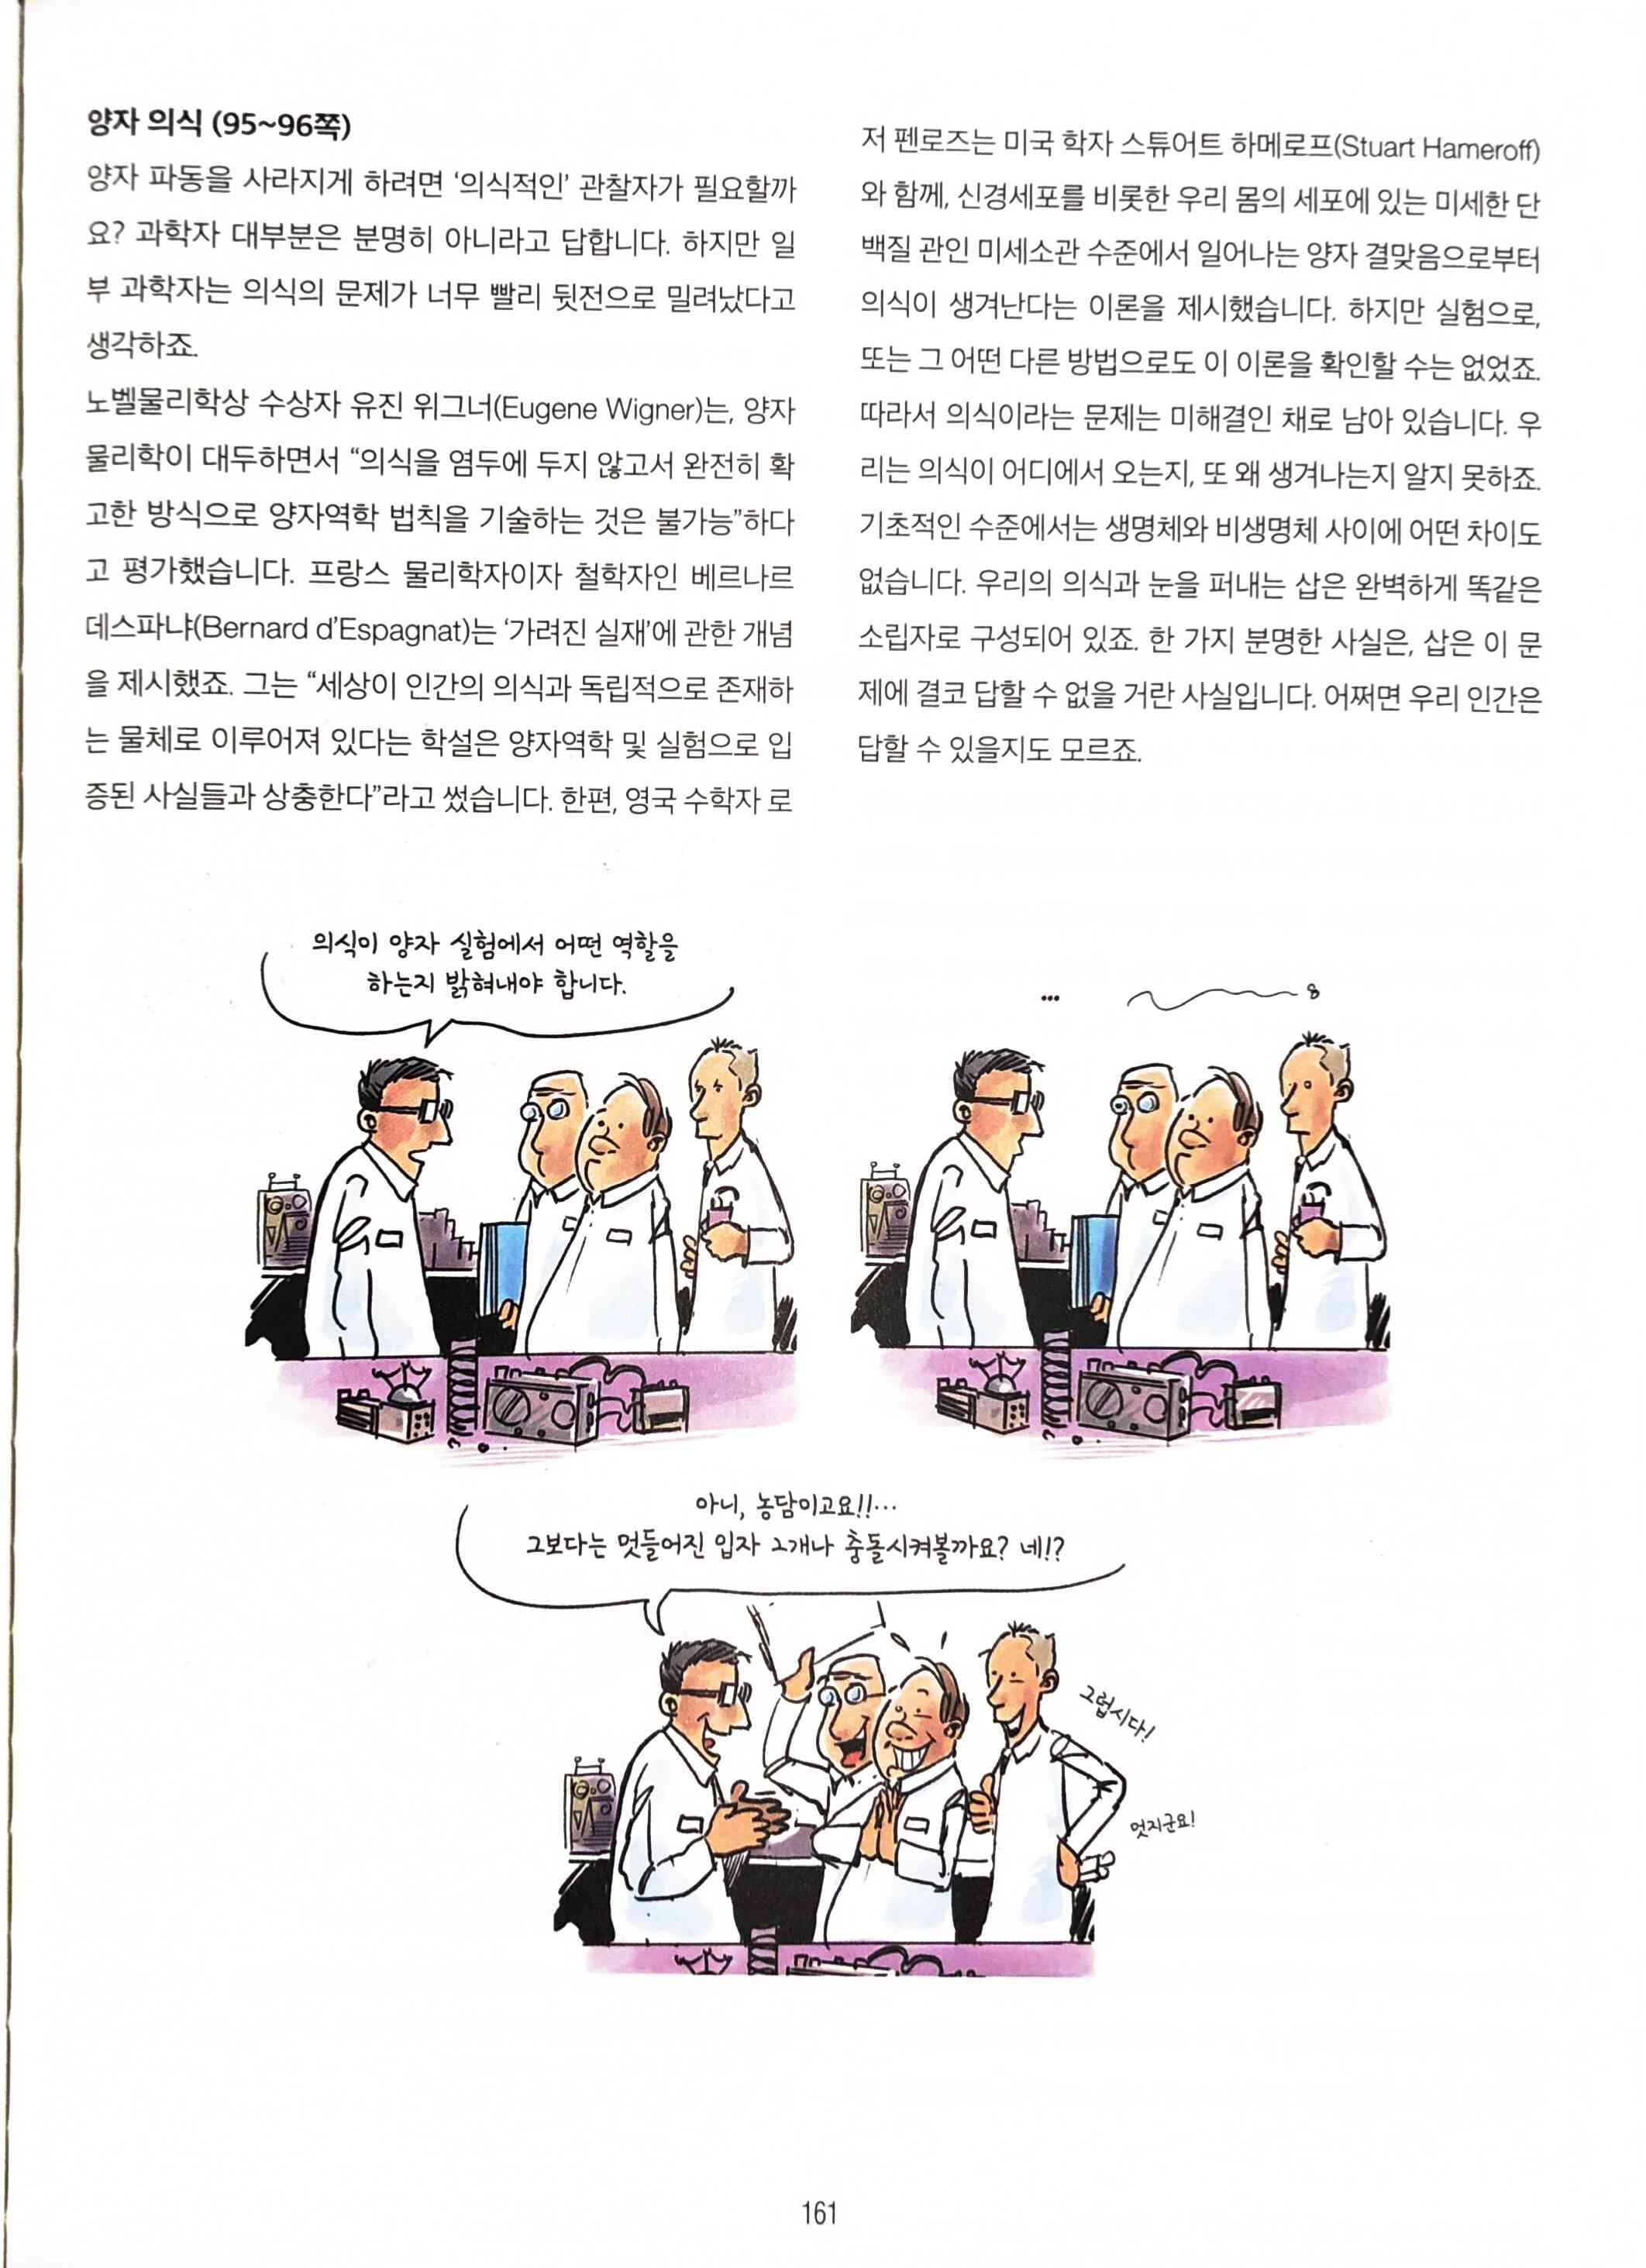 양자 의식 (95~96쪽)
양자 파동을 사라지게 하려면 ‘의식적인’ 관찰자가 필요할까
요? 과학자 대부분은 분명히 아니라고 답합니다. 하지만 일
부 과학자는 의식의 문제가 너무 빨리 뒷전으로 밀려났다고
생각하죠.
노벨물리학상 수상자 유진 위그너(Eugene Wigner)는, 양자
물리학이 대두하면서 “의식을 염두에 두지 않고서 완전히 확
고한 방식으로 양자역학 법칙을 기술하는 것은 불가능”하다
고 평가했습니다. 프랑스 물리학자이자 철학자인 베르나르
데스파냐(Bernard d’Espagnat)는 ‘가려진 실재’에 관한 개념
을 제시했죠. 그는 “세상이 인간의 의식과 독립적으로 존재하
는 물체로 이루어져 있다는 학설은 양자역학 및 실험으로 입
증된 사실들과 상충한다”라고 썼습니다. 한편, 영국 수학자 로
저 펜로즈는 미국 학자 스튜어트 하메로프(Stuart Hameroff)
와 함께, 신경세포를 비롯한 우리 몸의 세포에 있는 미세한 단
백질 관인 미세소관 수준에서 일어나는 양자 결맞음으로부터
의식이 생겨난다는 이론을 제시했습니다. 하지만 실험으로,
또는 그 어떤 다른 방법으로도 이 이론을 확인할 수는 없었죠.
따라서 의식이라는 문제는 미해결인 채로 남아 있습니다. 우
리는 의식이 어디에서 오는지, 또 왜 생겨나는지 알지 못하죠.
기초적인 수준에서는 생명체와 비생명체 사이에 어떤 차이도
없습니다. 우리의 의식과 눈을 퍼내는 삽은 완벽하게 똑같은
소립자로 구성되어 있죠. 한 가지 분명한 사실은, 삽은 이 문
제에 결코 답할 수 없을 거란 사실입니다. 어쩌면 우리 인간은
답할 수 있을지도 모르죠.
의식이 양자 실험에서 어떤 역할을
하는지 밝혀내야 합니다.
...
아니, 농담이고요!!...
그보다는 멋들어진 입자 2개나 충돌시켜볼까요? 네!?
그럽시다!
멋지군요!
161